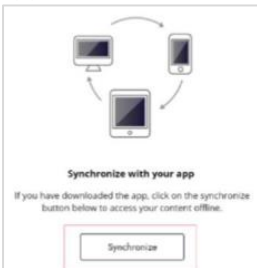 Synchronize with your app
If you have downloaded the app, click on the synchronize
button below to access your content offline.
Synchronize